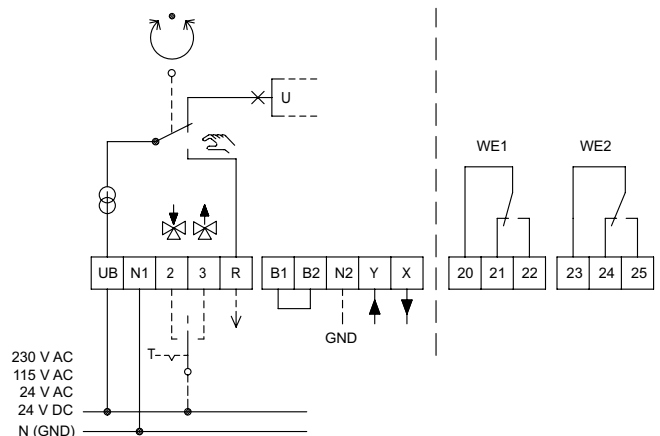 U
WE1 WE2
UB N1 2 3 R B1 B2 N2 Y X 20 21 22 23 24 25
GND
T
230 V AC
115 V AC
24 V AC
24 V DC
N (GND)